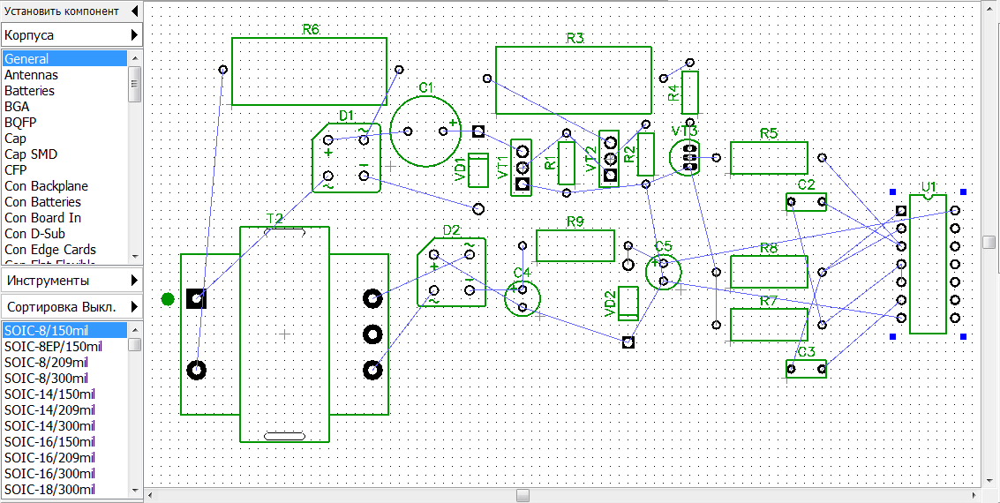 Установить компонент
Корпуса
General
Antennas
Batteries
BGA
BQFP
Cap
Cap SMD
CFP
Con Backplane
Con Batteries
Con Board In
Con D-Sub
Con Edge Cards
Con Flat Flexible
Инструменты
Сортировка Выкл.
SOIC-8/150mil
SOIC-8EP/150mil
SOIC-8/209mil
SOIC-8/300mil
SOIC-14/150mil
SOIC-14/209mil
SOIC-14/300mil
SOIC-16/150mil
SOIC-16/209mil
SOIC-16/300mil
SOIC-18/300mil
R6
R3
C1
R4
D1
VT3
R5
VD1
VT1
R1
VT2
R2
C2
U1
T2
D2
R9
C4
C5
R8
VD2
R7
C3